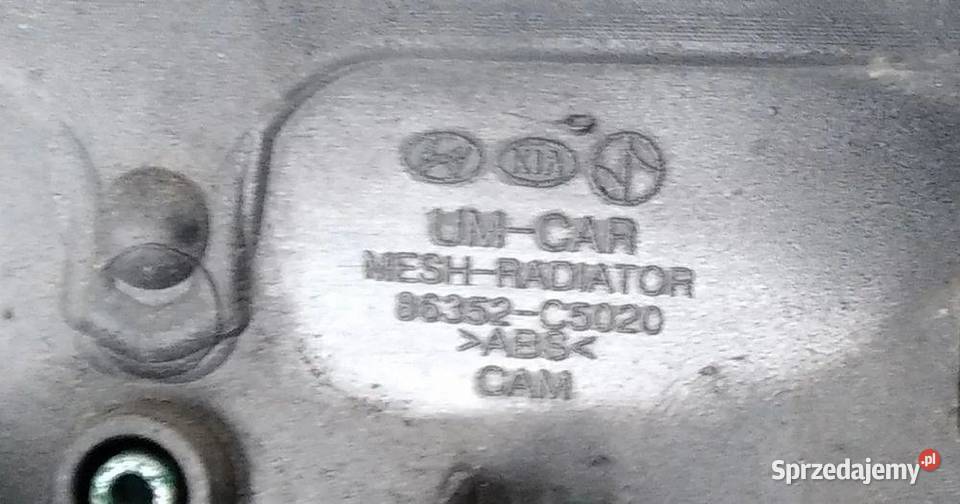 KIA
UM-CAR
MESH-RADIATOR
86352-C5020
>ABS<
CAM
Sprzedajemy.pl